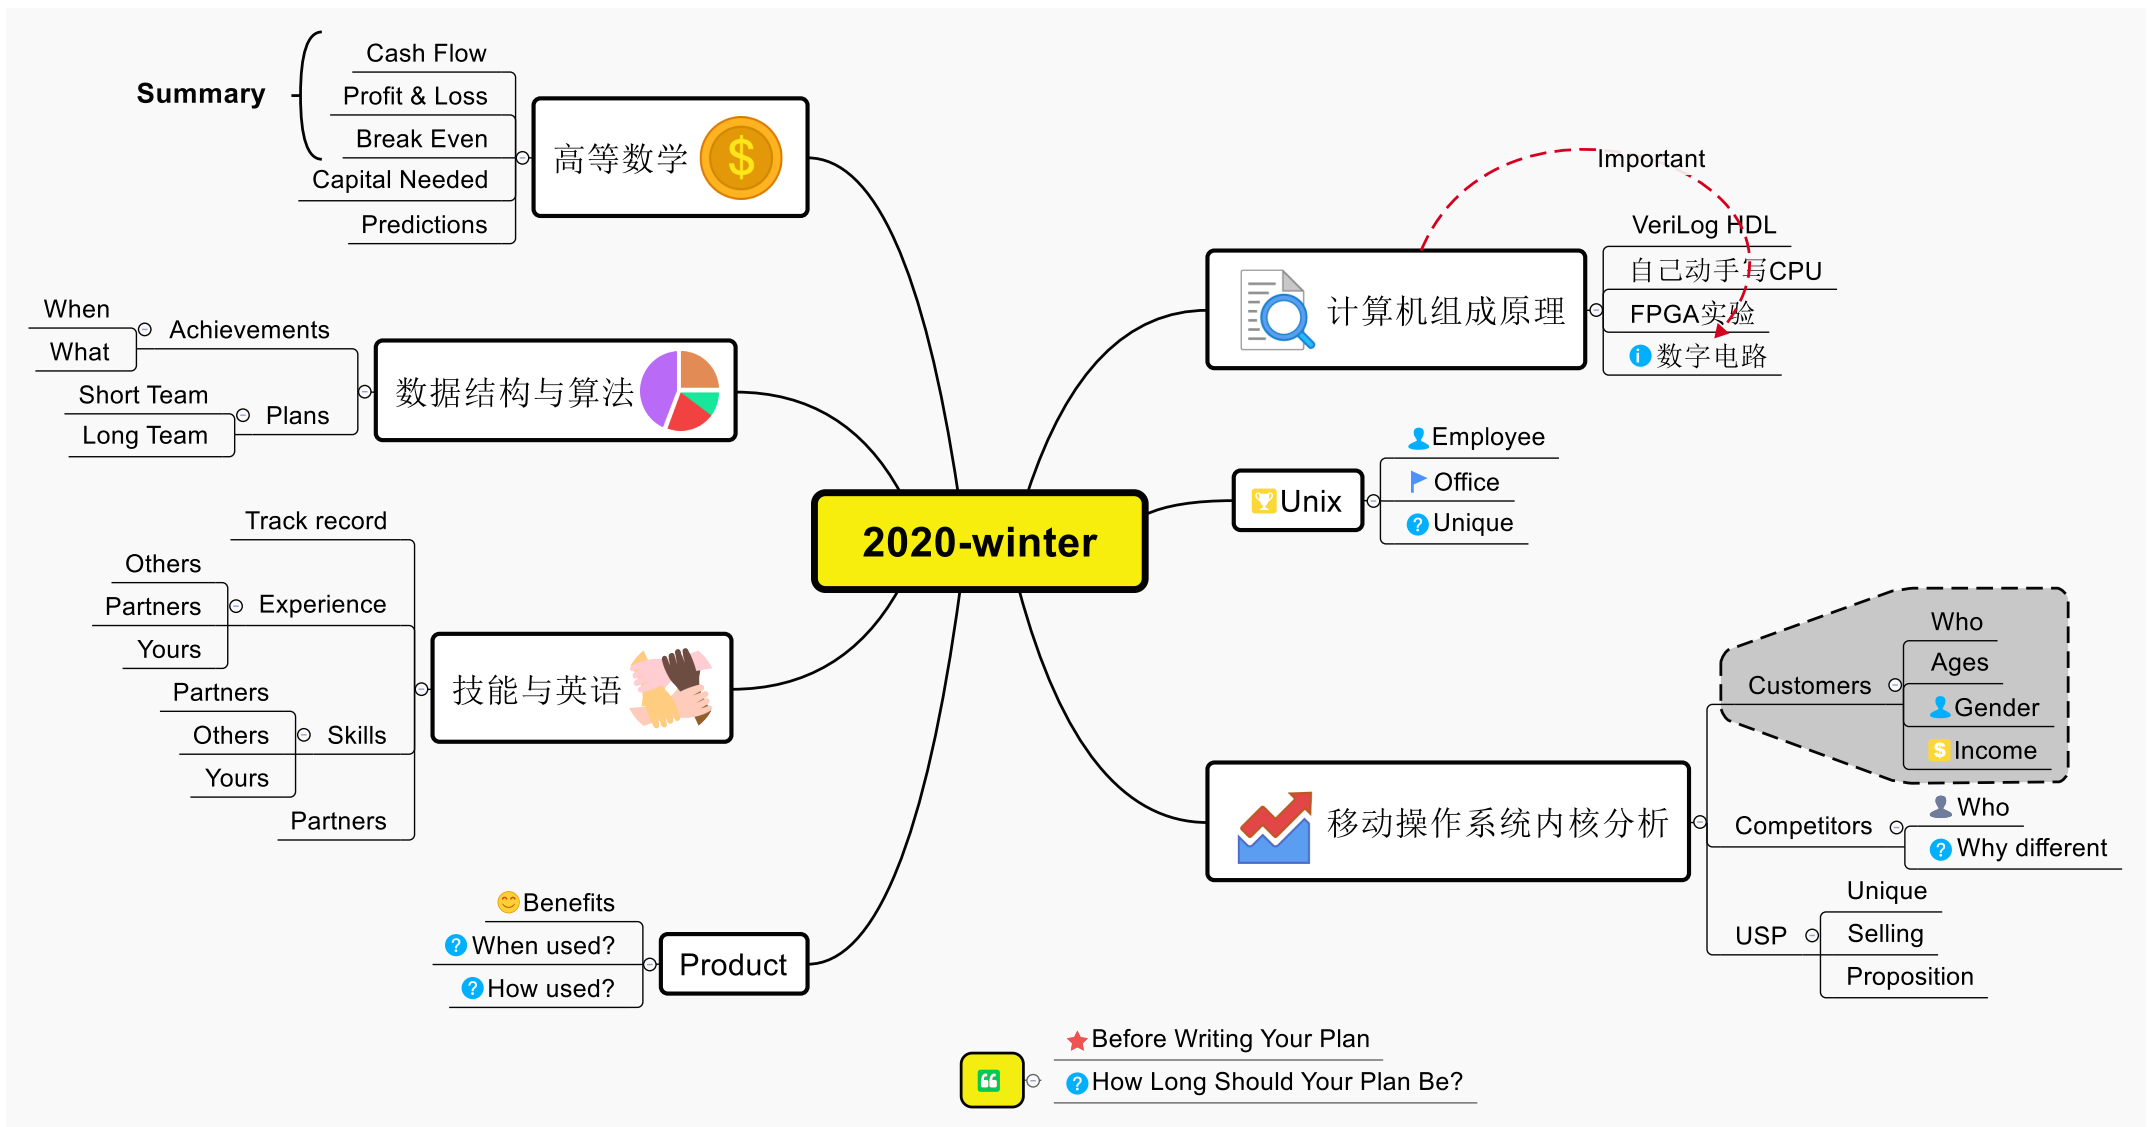 Summary
Cash Flow
Profit & Loss
Break Even
Capital Needed
Predictions
高等数学
When
What
Achievements
Short Team
Long Team
Plans
数据结构与算法
Track record
Others
Partners
Yours
Experience
Partners
Others
Yours
Skills
Partners
技能与英语
Benefits
When used?
How used?
Product
2020-winter
Important
计算机组成原理
VeriLog HDL
自己动手写CPU
FPGA实验
数字电路
Unix
Employee
Office
Unique
移动操作系统内核分析
Customers
Who
Ages
Gender
Income
Competitors
Who
Why different
USP
Unique
Selling
Proposition
Before Writing Your Plan
How Long Should Your Plan Be?